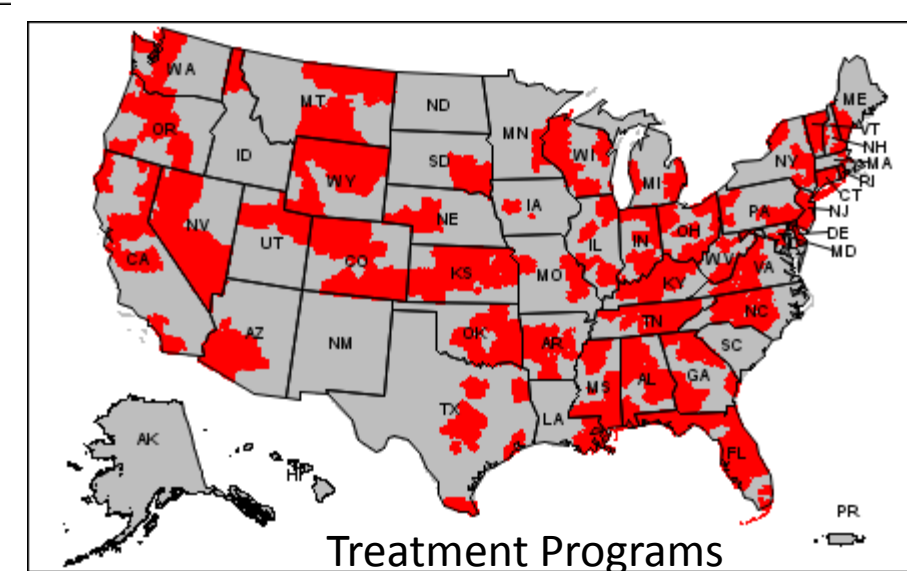 WA
MT
ND
MN
ME
VT
NH
MA
RI
CT
NJ
DE
MD
OR
ID
SD
WI
MI
NY
WY
IA
NE
PA
NV
UT
CO
IL
IN
OH
WV
VA
CA
KS
MO
KY
AZ
NM
OK
AR
TN
NC
SC
MS
AL
GA
TX
LA
FL
AK
HI
PR
Treatment Programs